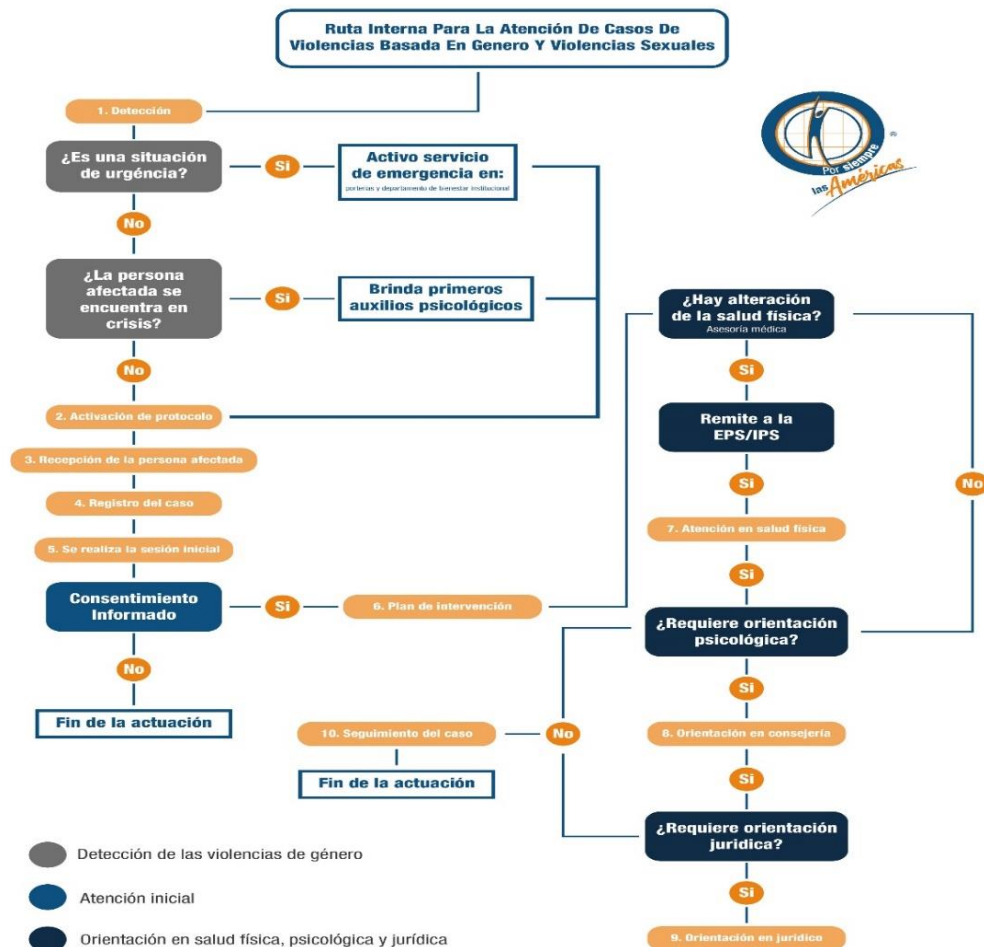 Ruta Interna Para La Atención De Casos De
Violencias Basada En Genero Y Violencias Sexuales
1. Detección
¿Es una situación
de urgéncia?
Si
Activo servicio
de emergencia en:
porterias y departamento de bienestar institucional
No
¿La persona
afectada se
encuentra en
crisis?
Si
Brinda primeros
auxilios psicológicos
No
2. Activación de protocolo
3. Recepción de la persona afectada
4. Registro del caso
5. Se realiza la sesión inicial
Consentimiento
Informado
Si
6. Plan de intervención
No
Fin de la actuación
Por siempre
las Américas
®
¿Hay alteración
de la salud física?
Asesoría médica
Si
Remite a la
EPS/IPS
Si
No
7. Atención en salud física
Si
¿Requiere orientación
psicológica?
Si
8. Orientación en consejería
Si
¿Requiere orientación
juridica?
Si
9. Orientación en jurídico
No
10. Seguimiento del caso
Fin de la actuación
Detección de las violencias de género
Atención inicial
Orientación en salud física, psicológica y jurídica